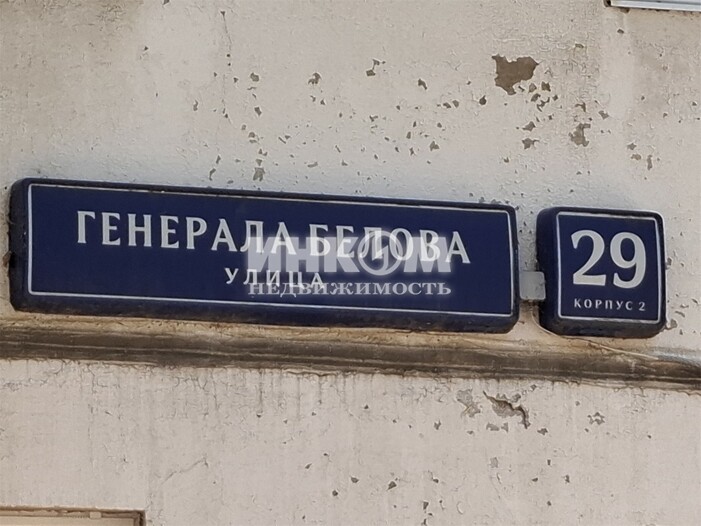 ГЕНЕРАЛА БЕЛОВА
УЛИЦА
29
КОРПУС 2
ИНКОМ
НЕДВИЖИМОСТЬ